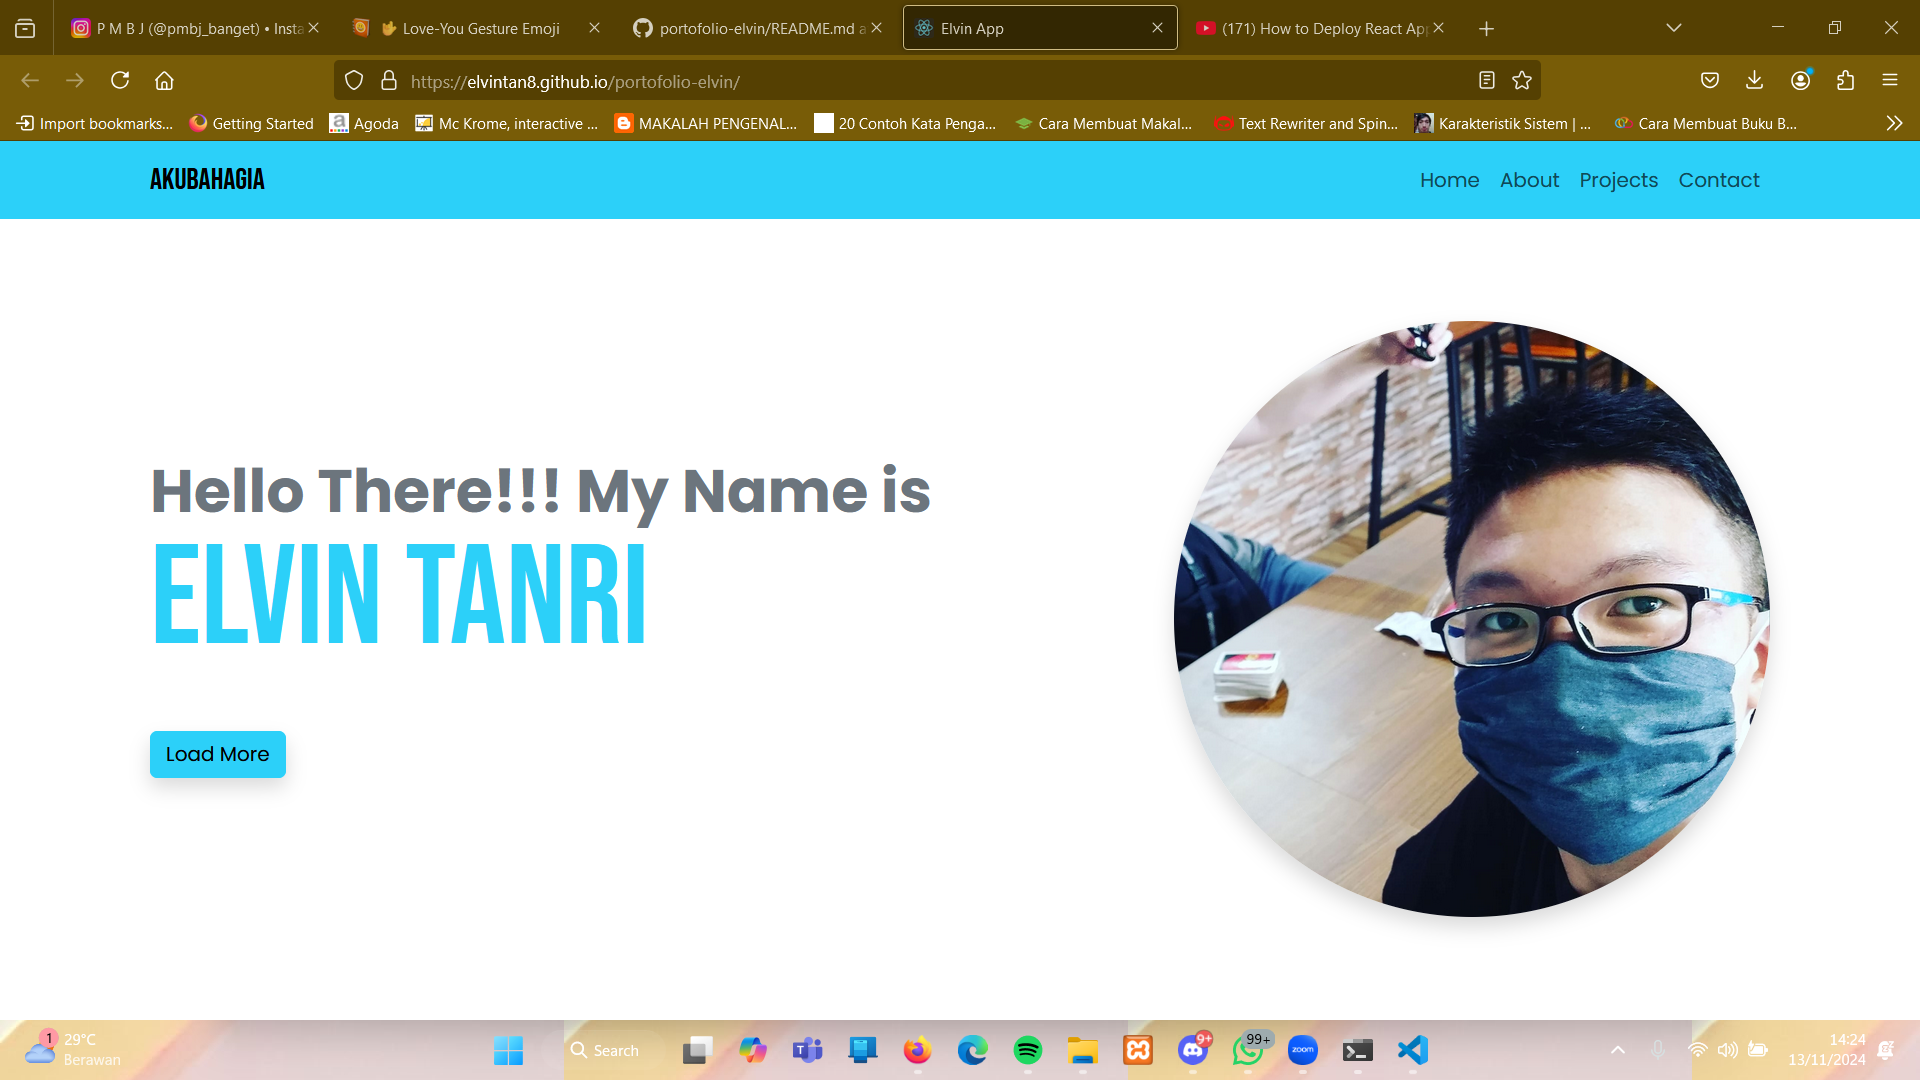 P M B J (@pmbj_banget) • Insta
🤟 Love-You Gesture Emoji
portofolio-elvin/README.md a
Elvin App
(171) How to Deploy React App
https://elvintan8.github.io/portofolio-elvin/
Import bookmarks...
Getting Started
Agoda
Mc Krome, interactive ...
MAKALAH PENGENAL...
20 Contoh Kata Penga...
Cara Membuat Makal...
Text Rewriter and Spin...
Karakteristik Sistem | ...
Cara Membuat Buku B...
AKUBAHAGIA
Home About Projects Contact
Hello There!!! My Name is
ELVIN TANRI
Load More
1
29°C
Berawan
Search
9+
99+
zoom
14:24
13/11/2024